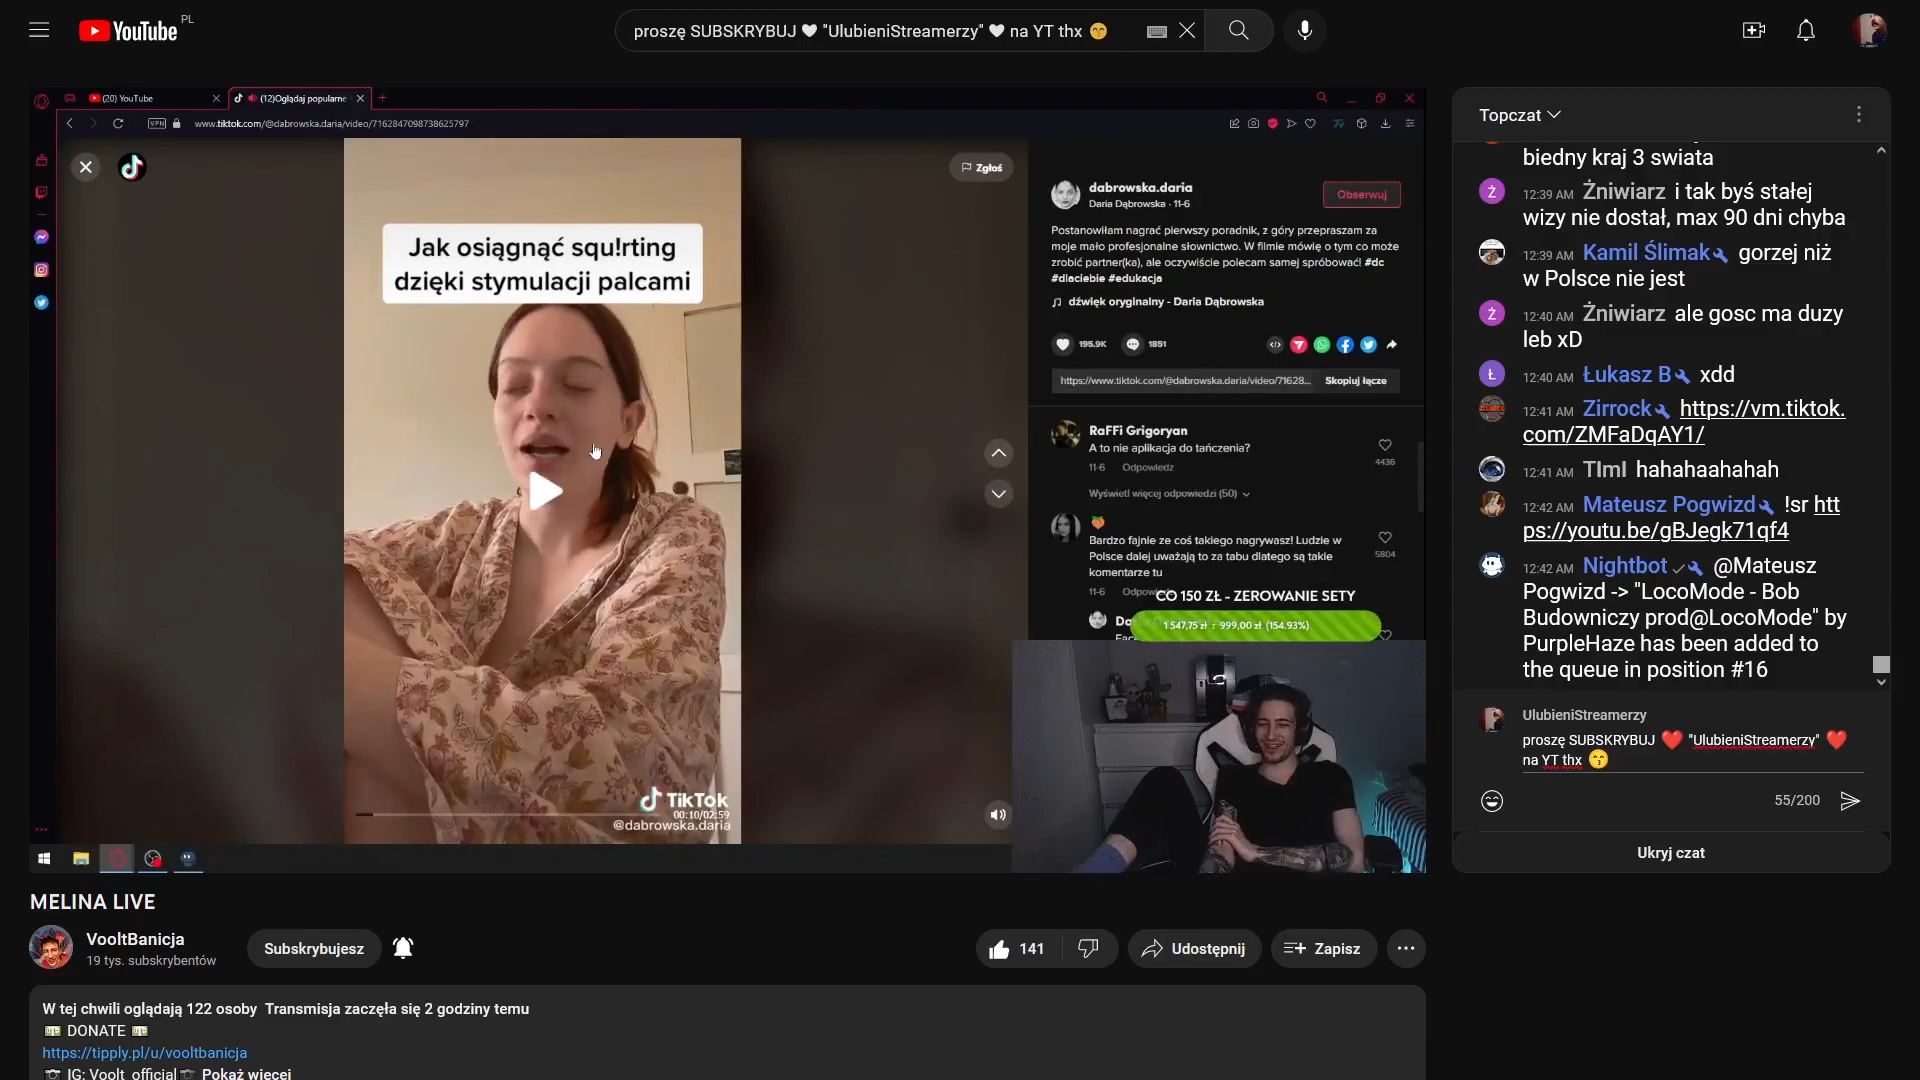 YouTube PL
proszę SUBSKRYBUJ 🖤 "UlubieniStreamerzy" 🖤 na YT thx 😙
(20) YouTube
(12)Oglądaj popularne
VPN
www.tiktok.com/@dabrowska.daria/video/7162847098738625797
Zgłoś
Jak osiągnąć squ!rting
dzięki stymulacji palcami
TikTok
00:10/02:59
@dabrowska.daria
dabrowska.daria
Daria Dąbrowska · 11-6
Obserwuj
Postanowiłam nagrać pierwszy poradnik, z góry przepraszam za
moje mało profesjonalne słownictwo. W filmie mówię o tym co może
zrobić partner(ka), ale oczywiście polecam samej spróbować! #dc
#dlaciebie #edukacja
dźwięk oryginalny - Daria Dąbrowska
195.9K
1851
https://www.tiktok.com/@dabrowska.daria/video/71628...
Skopiuj łącze
RaFFi Grigoryan
A to nie aplikacja do tańczenia?
11-6 Odpowiedz
4436
Wyświetl więcej odpowiedzi (50)
🍑
Bardzo fajnie ze coś takiego nagrywasz! Ludzie w
Polsce dalej uważają to za tabu dlatego są takie
komentarze tu
5804
11-6
CO 150 ZŁ - ZEROWANIE SETY
1 547,75 zł z 999,00 zł (154.93%)
MELINA LIVE
VooltBanicja
19 tys. subskrybentów
Subskrybujesz
141
Udostępnij
Zapisz
W tej chwili oglądają 122 osoby Transmisja zaczęła się 2 godziny temu
💵 DONATE 💵
https://tipply.pl/u/vooltbanicja
📷 IG: Voolt_official 📷 Pokaż więcej
Topczat
biedny kraj 3 swiata
12:39 AM Żniwiarz i tak byś stałej
wizy nie dostał, max 90 dni chyba
12:39 AM Kamil Ślimak gorzej niż
w Polsce nie jest
12:40 AM Żniwiarz ale gosc ma duzy
leb xD
12:40 AM Łukasz B xdd
12:41 AM Zirrock https://vm.tiktok.
com/ZMFaDqAY1/
12:41 AM TImI hahahaahahah
12:42 AM Mateusz Pogwizd !sr htt
ps://youtu.be/gBJegk71qf4
12:42 AM Nightbot @Mateusz
Pogwizd -> "LocoMode - Bob
Budowniczy prod@LocoMode" by
PurpleHaze has been added to
the queue in position #16
UlubieniStreamerzy
proszę SUBSKRYBUJ ❤️ "UlubieniStreamerzy" ❤️
na YT thx 😙
55/200
Ukryj czat